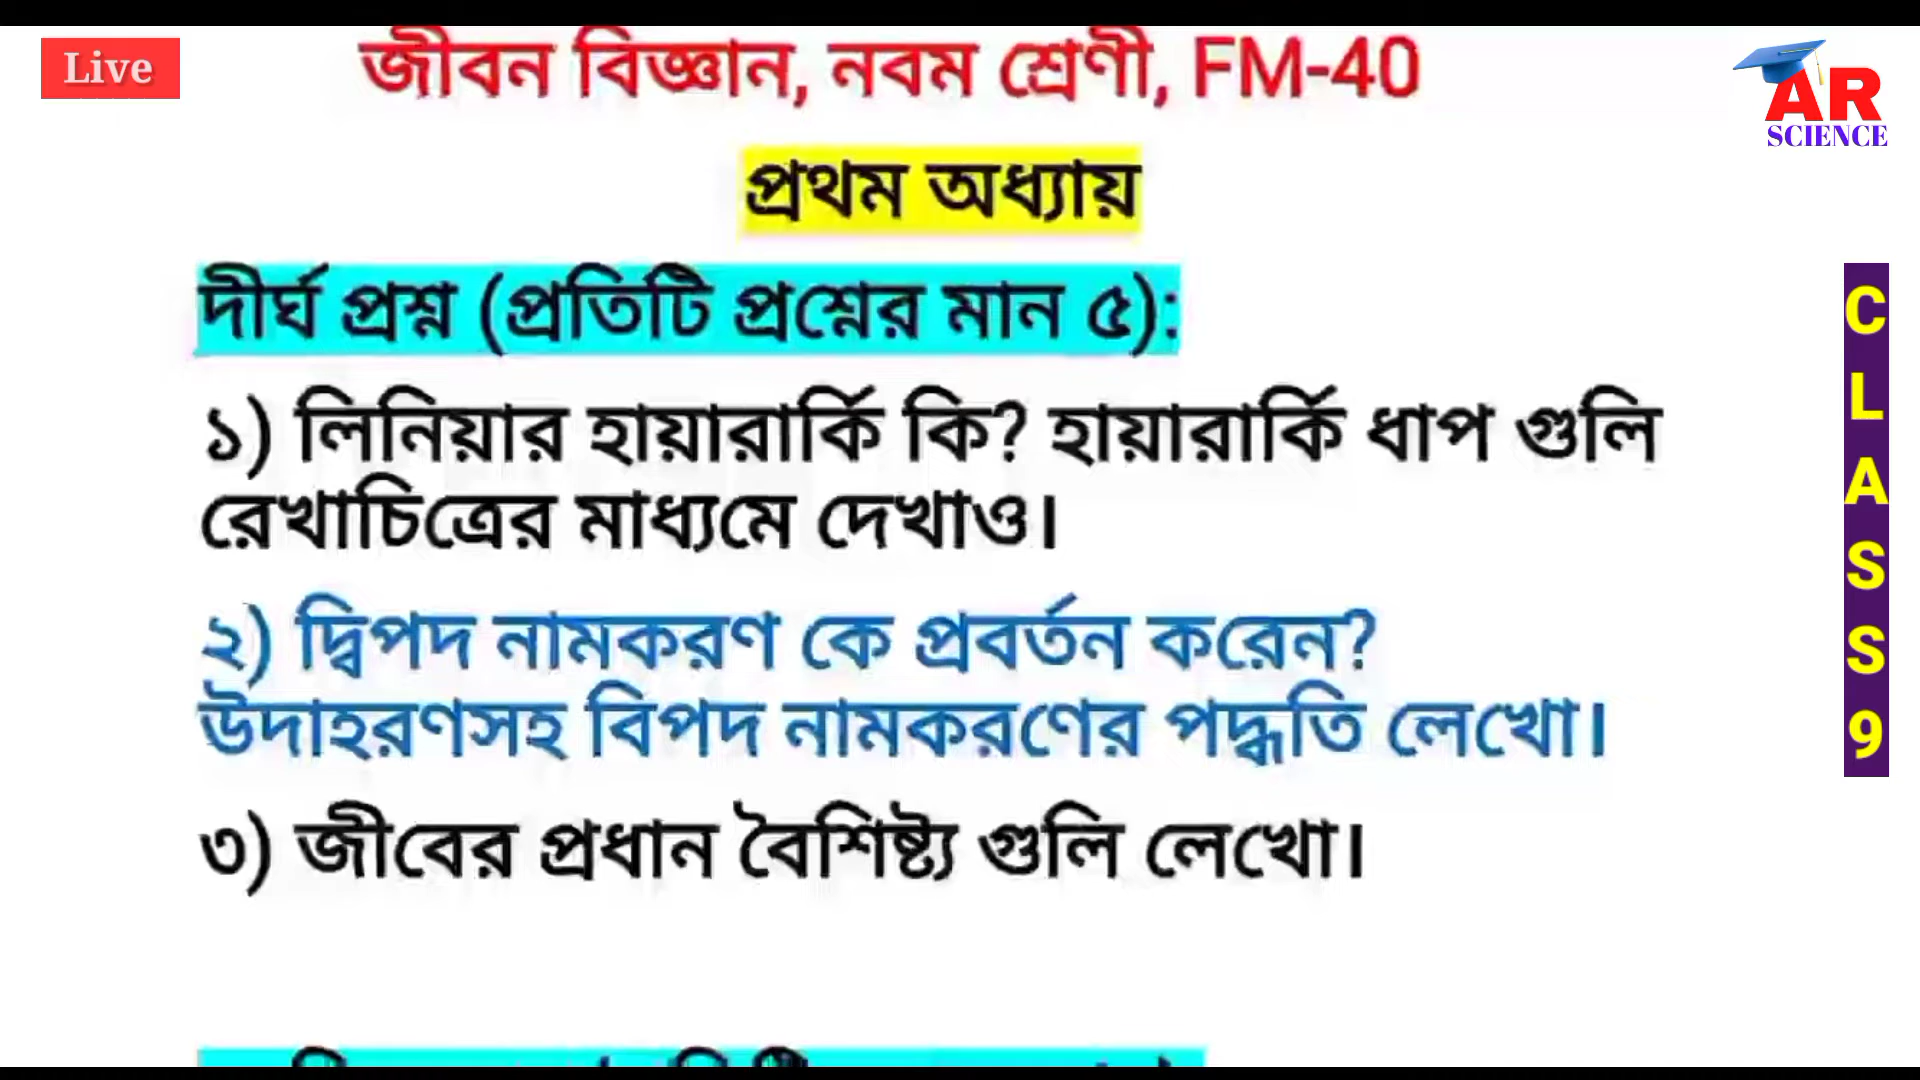 Live
জীবন বিজ্ঞান, নবম শ্রেণী, FM-40
AR
SCIENCE
প্রথম অধ্যায়
দীর্ঘ প্রশ্ন (প্রতিটি প্রশ্নের মান ৫):
১) লিনিয়ার হায়ারার্কি কি? হায়ারার্কি ধাপ গুলি
রেখাচিত্রের মাধ্যমে দেখাও।
২) দ্বিপদ নামকরণ কে প্রবর্তন করেন?
উদাহরণসহ বিপদ নামকরণের পদ্ধতি লেখো।
৩) জীবের প্রধান বৈশিষ্ট্য গুলি লেখো।
CLASS 9